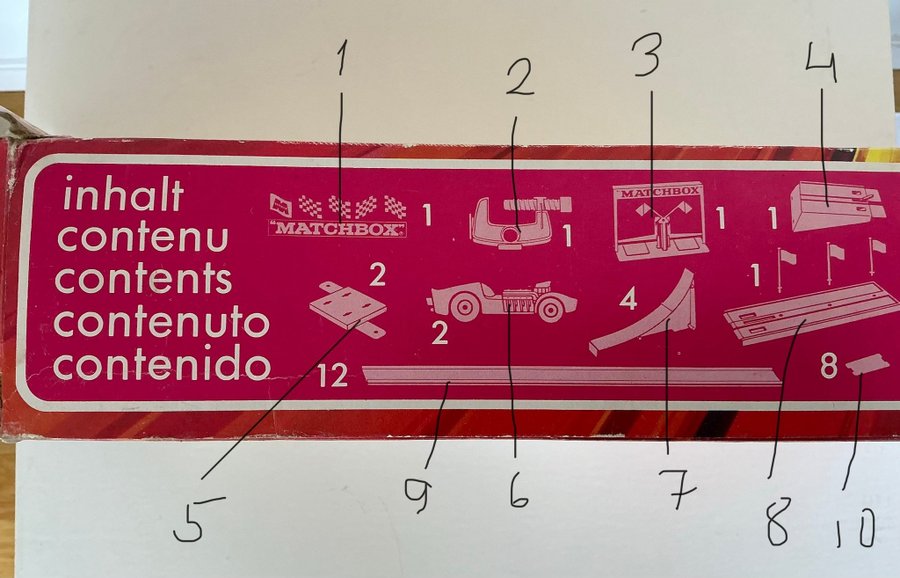 1 2 3 4
inhalt
contenu
contents
contenuto
contenido
"MATCHBOX" 1
1
MATCHBOX 1
1
2
2
4
1
12
8
5 9 6 7 8 10